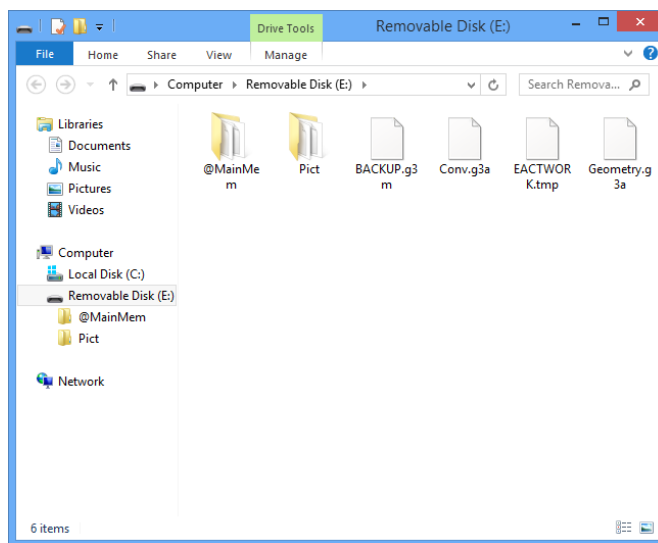 Drive Tools
Removable Disk (E:)
File
Home
Share
View
Manage
Computer
Removable Disk (E:)
Search Remova...
Libraries
Documents
Music
Pictures
Videos
Computer
Local Disk (C:)
Removable Disk (E:)
@MainMem
Pict
Network
@MainMe
m
Pict
BACKUP.g3
m
Conv.g3a
EACTWOR
K.tmp
Geometry.g
3a
6 items